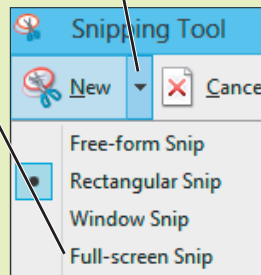 Snipping Tool
New Cance
Free-form Snip
Rectangular Snip
Window Snip
Full-screen Snip